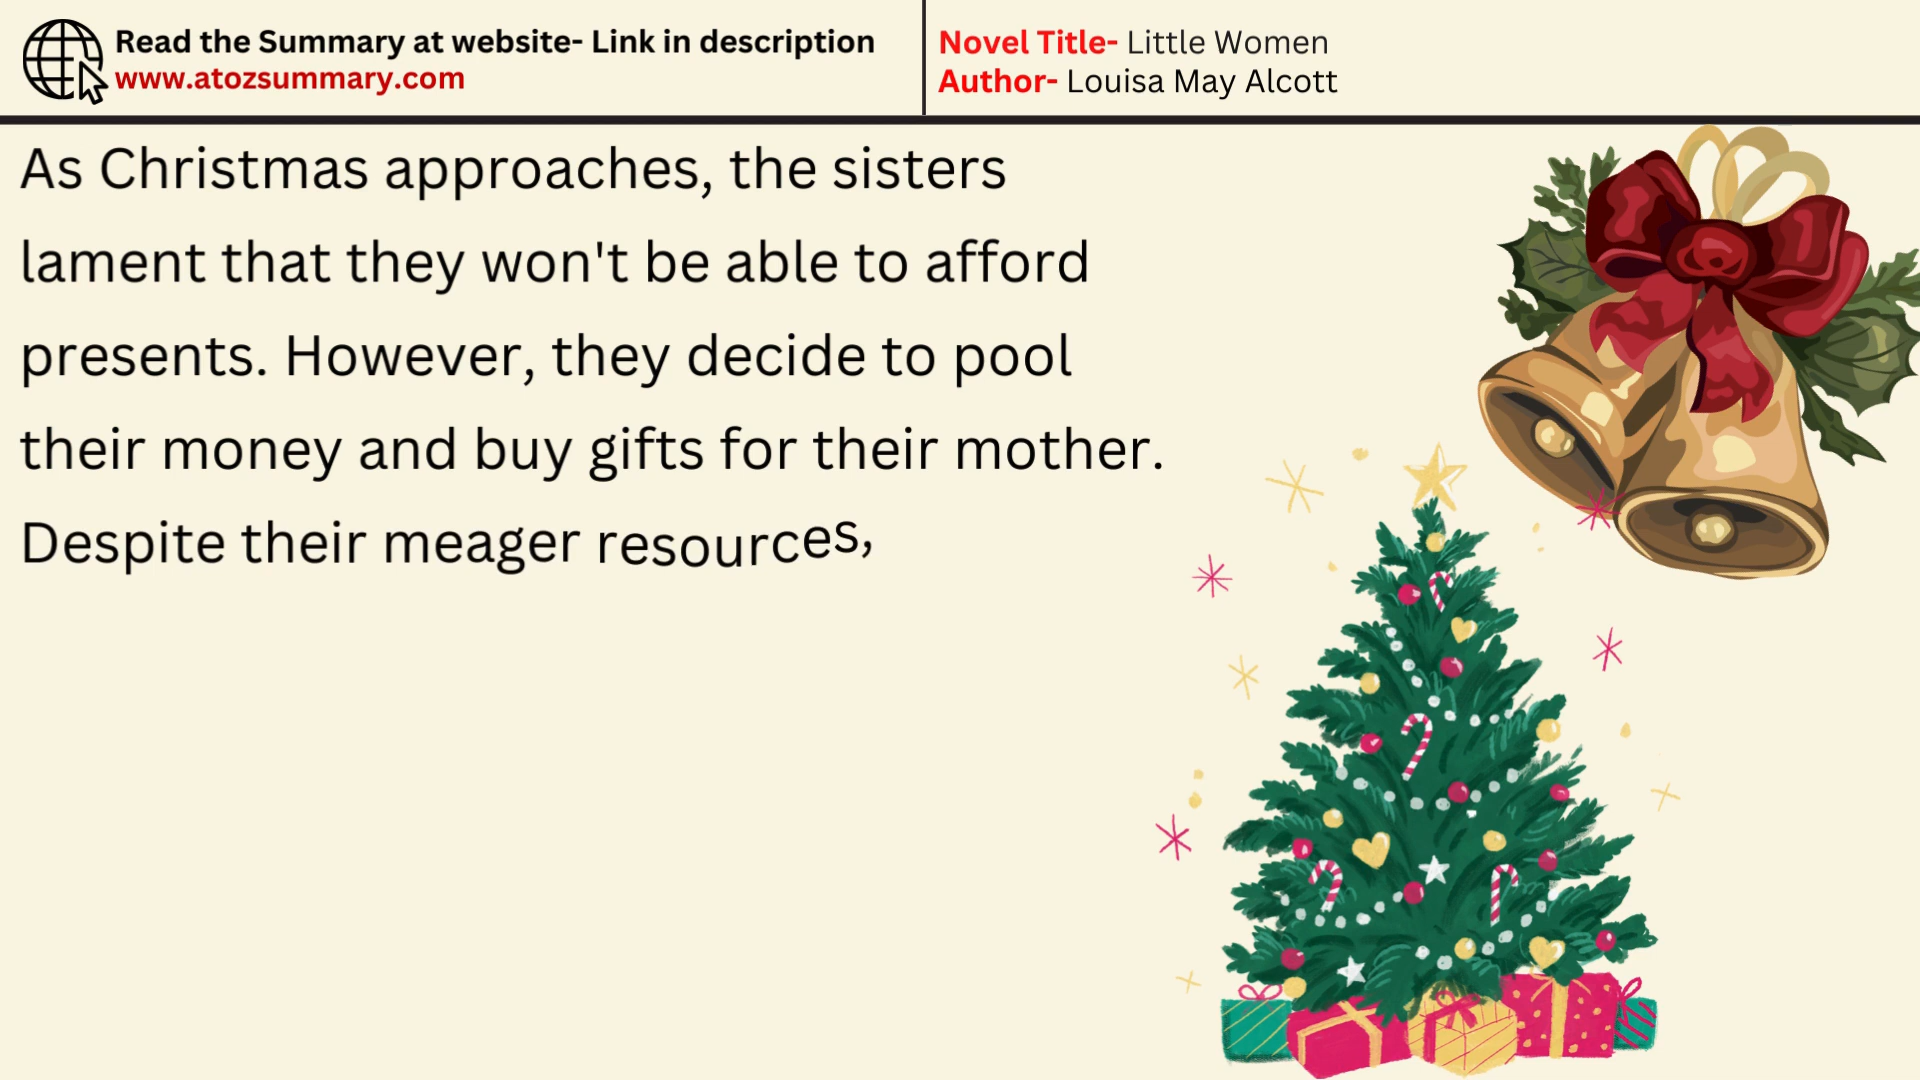 Read the Summary at website- Link in description
www.atozsummary.com
Novel Title- Little Women
Author- Louisa May Alcott
As Christmas approaches, the sisters
lament that they won't be able to afford
presents. However, they decide to pool
their money and buy gifts for their mother.
Despite their meager resources,